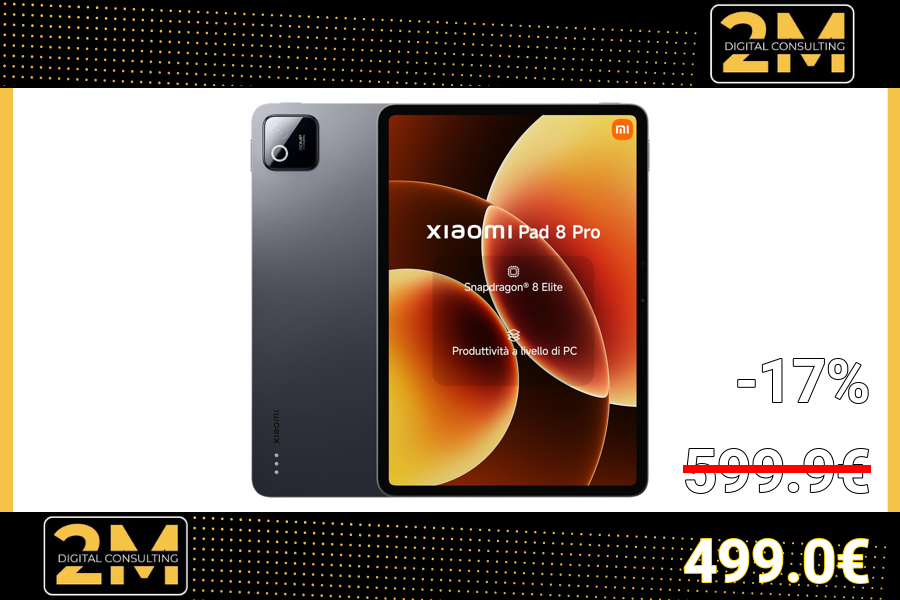 2M
DIGITAL CONSULTING
mi
xiaomi Pad 8 Pro
Snapdragon® 8 Elite
Produttività a livello di PC
xiaomi
-17%
599.9€
2M
DIGITAL CONSULTING
499.0€